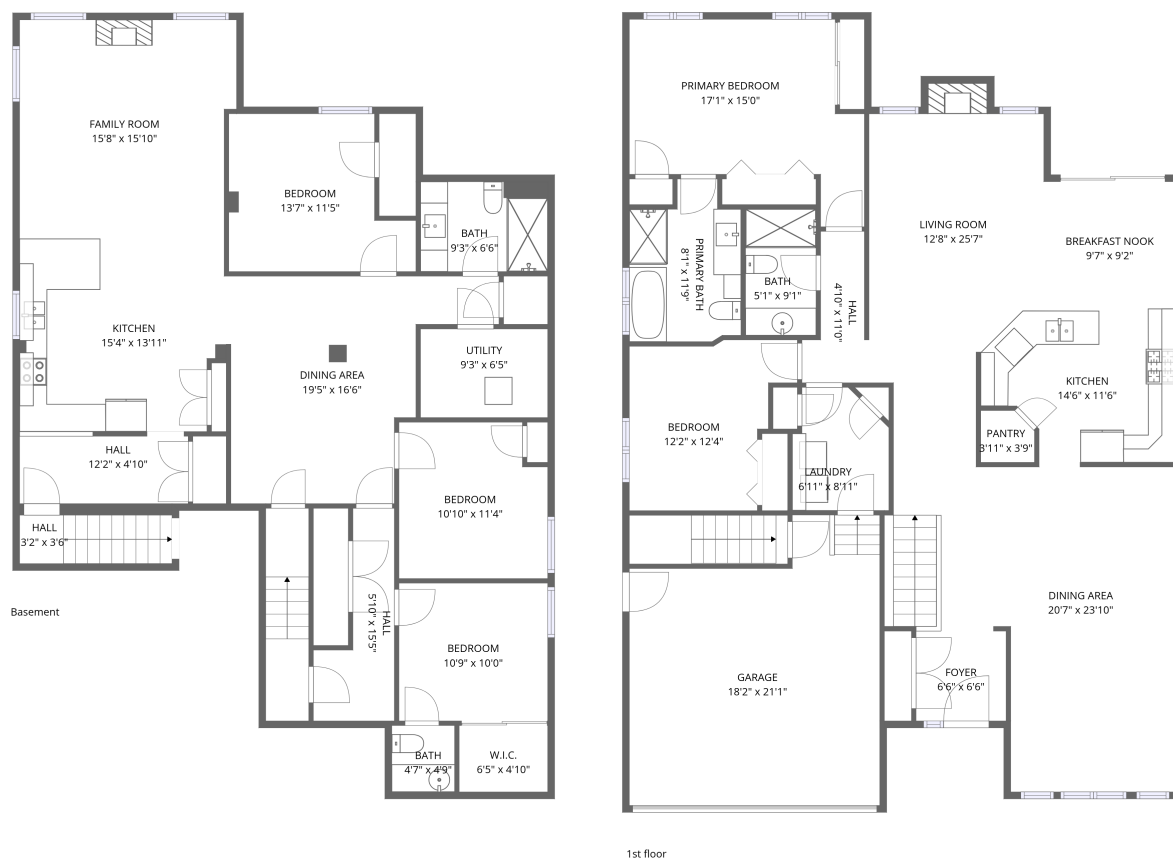 FAMILY ROOM
15'8" x 15'10"
BEDROOM
13'7" x 11'5"
BATH
9'3" x 6'6"
KITCHEN
15'4" x 13'11"
DINING AREA
19'5" x 16'6"
UTILITY
9'3" x 6'5"
HALL
12'2" x 4'10"
HALL
3'2" x 3'6"
BEDROOM
10'10" x 11'4"
HALL
5'10" x 15'5"
BEDROOM
10'9" x 10'0"
BATH
4'7" x 4'9"
W.I.C.
6'5" x 4'10"
Basement
PRIMARY BEDROOM
17'1" x 15'0"
LIVING ROOM
12'8" x 25'7"
BREAKFAST NOOK
9'7" x 9'2"
PRIMARY BATH
8'1" x 11'9"
BATH
5'1" x 9'1"
HALL
4'10" x 11'0"
KITCHEN
14'6" x 11'6"
BEDROOM
12'2" x 12'4"
PANTRY
3'11" x 3'9"
LAUNDRY
6'11" x 8'11"
DINING AREA
20'7" x 23'10"
GARAGE
18'2" x 21'1"
FOYER
6'6" x 6'6"
1st floor